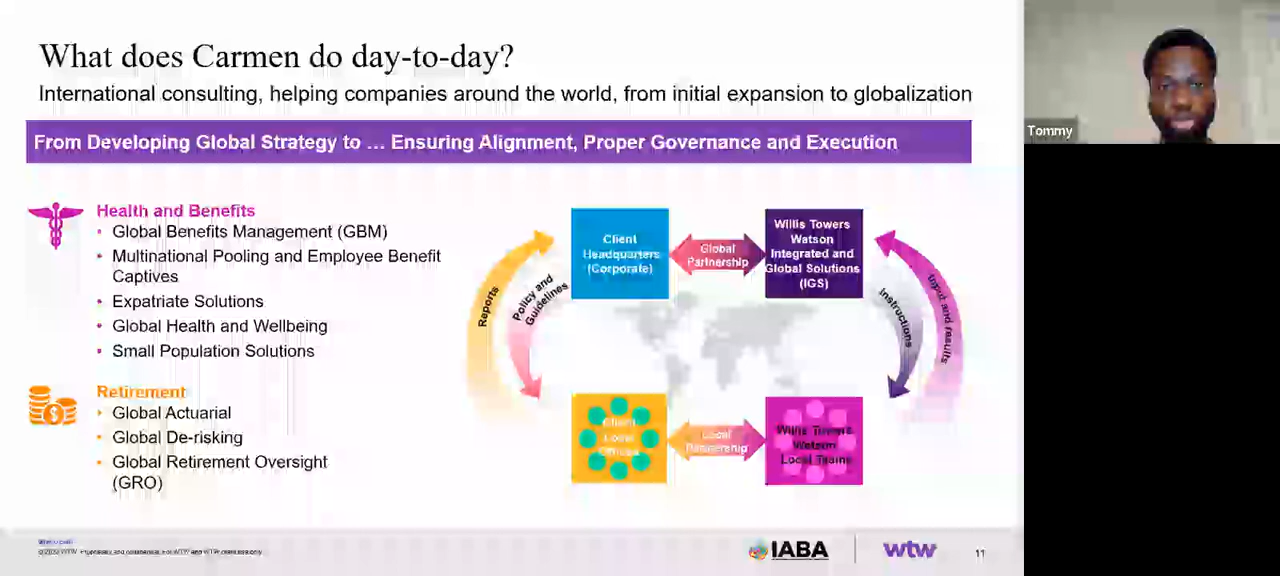 What does Carmen do day-to-day?
International consulting, helping companies around the world, from initial expansion to globalization
From Developing Global Strategy to … Ensuring Alignment, Proper Governance and Execution
Health and Benefits
• Global Benefits Management (GBM)
• Multinational Pooling and Employee Benefit
Captives
• Expatriate Solutions
• Global Health and Wellbeing
• Small Population Solutions
Retirement
• Global Actuarial
• Global De-risking
• Global Retirement Oversight
(GRO)
Client
Headquarters
(Corporate)
Global
Partnership
Willis Towers
Watson
Integrated and
Global Solutions
(IGS)
Reports
Policy and
Guidelines
Instructions
Input and results
Client
Local
Local
Partnership
Willis Towers
Watson
Local Teams
IABA
wtw
11
Tommy